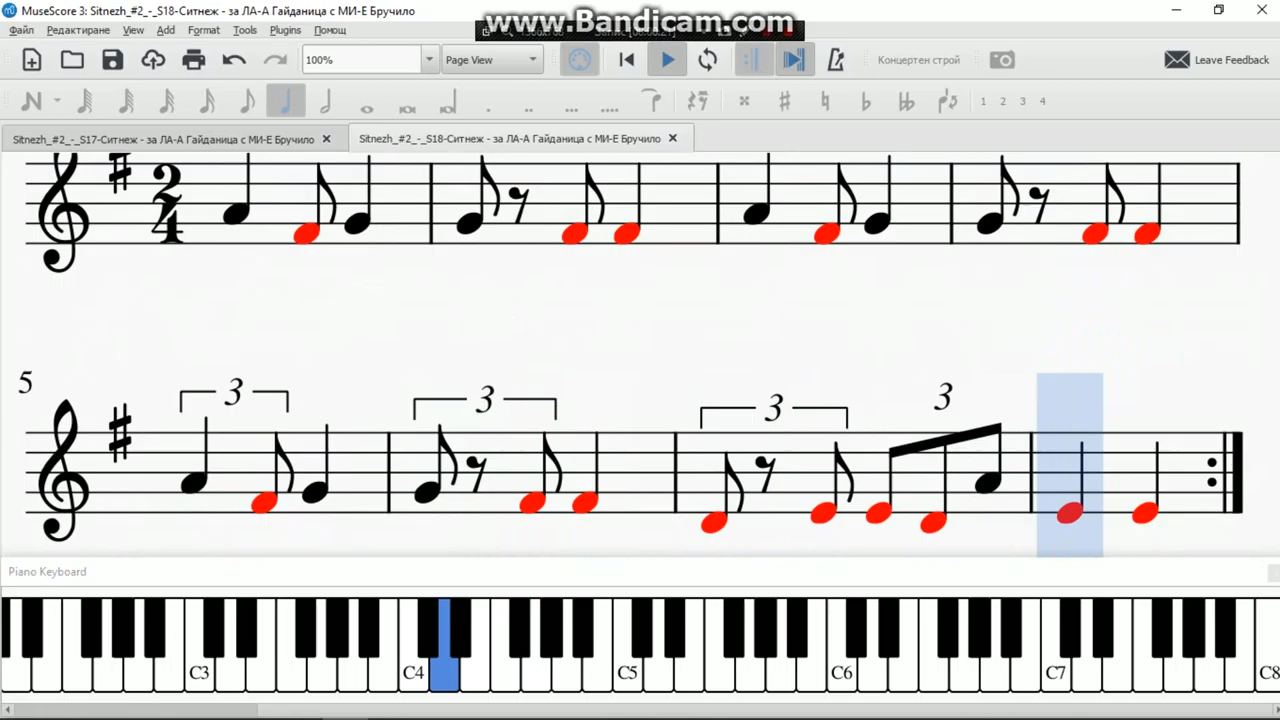 MuseScore 3: Sitnezh_#2_-_S18-Ситнеж - за ЛА-А Гайданица с МИ-Е Бручило
www.Bandicam.com
Файл Редактиране View Add Format Tools Plugins Помощ
100% Page View Концертен строй Leave Feedback
1 2 3 4
Sitnezh_#2_-_S17-Ситнеж - за ЛА-А Гайданица с МИ-Е Бручило Sitnezh_#2_-_S18-Ситнеж - за ЛА-А Гайданица с МИ-Е Бручило
2
4
5 3 3 3 3
Piano Keyboard
C3 C4 C5 C6 C7 C8